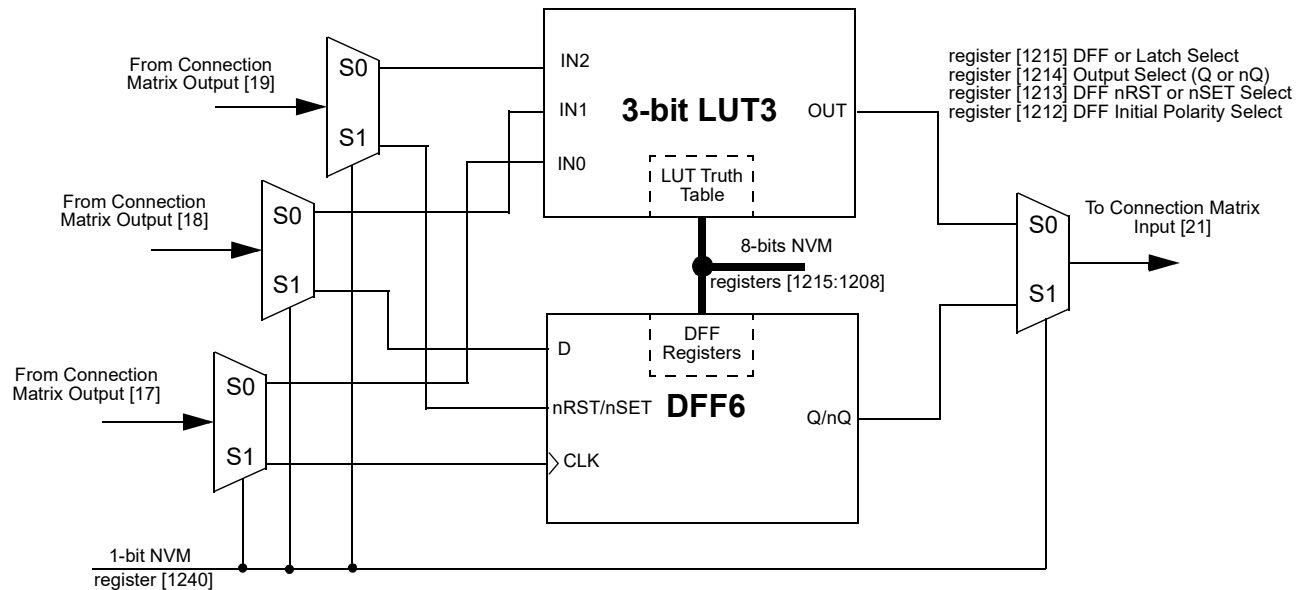 From Connection
Matrix Output [19]
S0
S1
IN2
IN1
IN0
3-bit LUT3
OUT
LUT Truth
Table
register [1215] DFF or Latch Select
register [1214] Output Select (Q or nQ)
register [1213] DFF nRST or nSET Select
register [1212] DFF Initial Polarity Select
From Connection
Matrix Output [18]
S0
S1
8-bits NVM
registers [1215:1208]
To Connection Matrix
Input [21]
S0
S1
From Connection
Matrix Output [17]
S0
S1
D
nRST/nSET
CLK
DFF
Registers
DFF6
Q/nQ
1-bit NVM
register [1240]